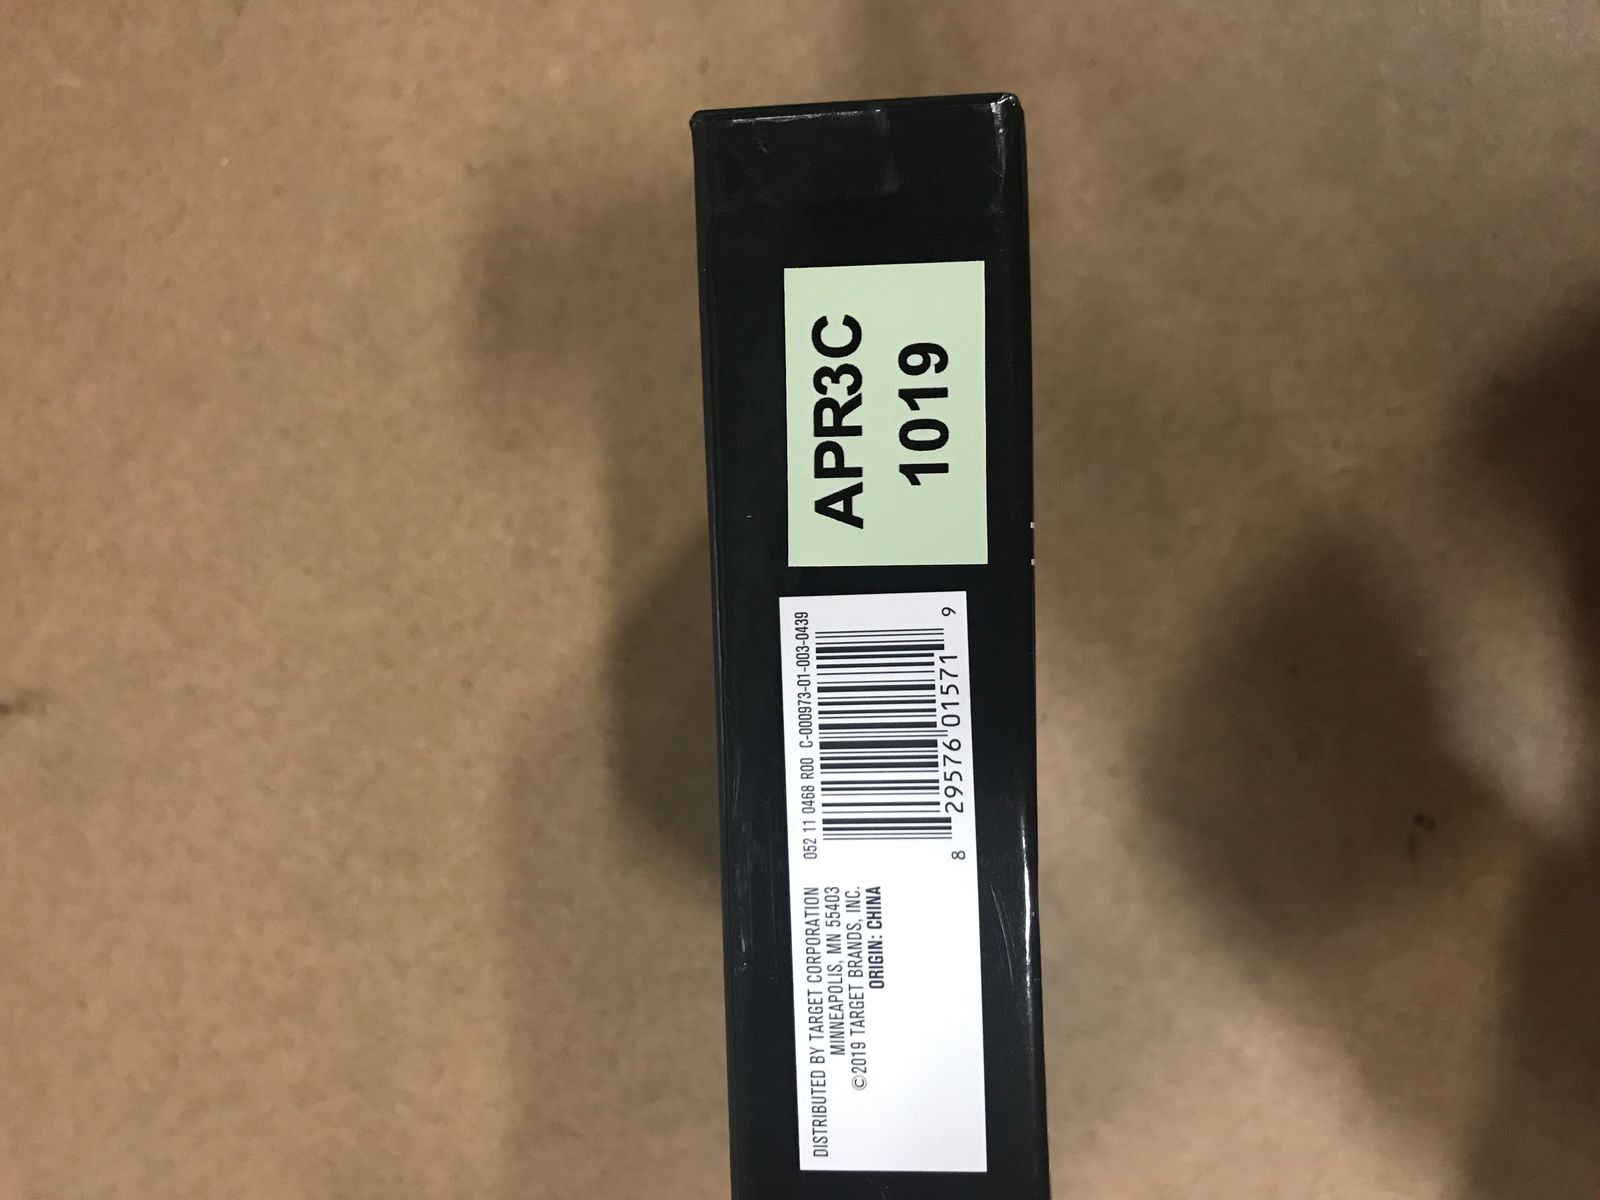 APR3C
1019
052 11 0468 R00 C-000973-01-003-0439
8 29576 01571 9
DISTRIBUTED BY TARGET CORPORATION
MINNEAPOLIS, MN 55403
©2019 TARGET BRANDS, INC.
ORIGIN: CHINA